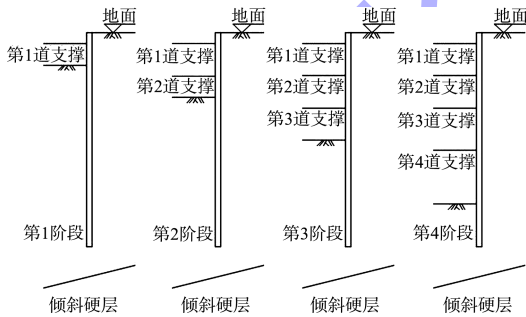 地面 地面 地面 地面
第1道支撑 第1道支撑 第1道支撑 第1道支撑
第2道支撑 第2道支撑 第2道支撑
第3道支撑 第3道支撑
第4道支撑
第1阶段 第2阶段 第3阶段 第4阶段
倾斜硬层 倾斜硬层 倾斜硬层 倾斜硬层